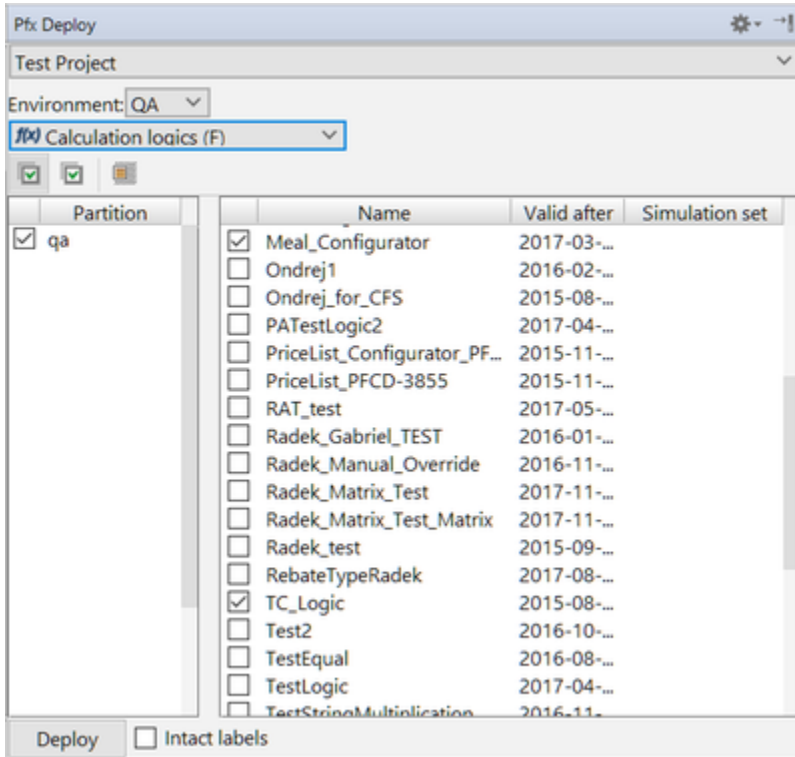 Pfx Deploy
Test Project
Environment: QA
f(x) Calculation logics (F)
Partition Name Valid after Simulation set
qa Meal_Configurator 2017-03-...
Ondrej1 2016-02-...
Ondrej_for_CFS 2015-08-...
PATestLogic2 2017-04-...
PriceList_Configurator_PF... 2015-11-...
PriceList_PFCD-3855 2015-11-...
RAT_test 2017-05-...
Radek_Gabriel_TEST 2016-01-...
Radek_Manual_Override 2016-11-...
Radek_Matrix_Test 2017-11-...
Radek_Matrix_Test_Matrix 2017-11-...
Radek_test 2015-09-...
RebateTypeRadek 2017-08-...
TC_Logic 2015-08-...
Test2 2016-10-...
TestEqual 2016-08-...
TestLogic 2017-04-...
TestStringMultiplication 2016-11-
Deploy Intact labels